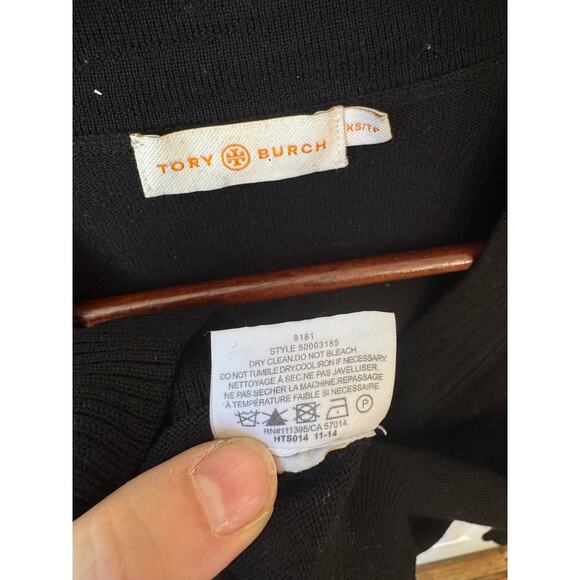 TORY BURCH
XS/TP
8181
STYLE 50003185
DRY CLEAN.DO NOT BLEACH
DO NOT TUMBLE DRY,COOL IRON IF NECESSARY.
NETTOYAGE À SEC.NE PAS JAVELLISER.
NE PAS SECHER LA MACHINE.REPASSAGE
À TEMPÉRATURE FAIBLE SI NÉCESSAIRE
P
RN#111395/CA 57014
HTS014 11-14